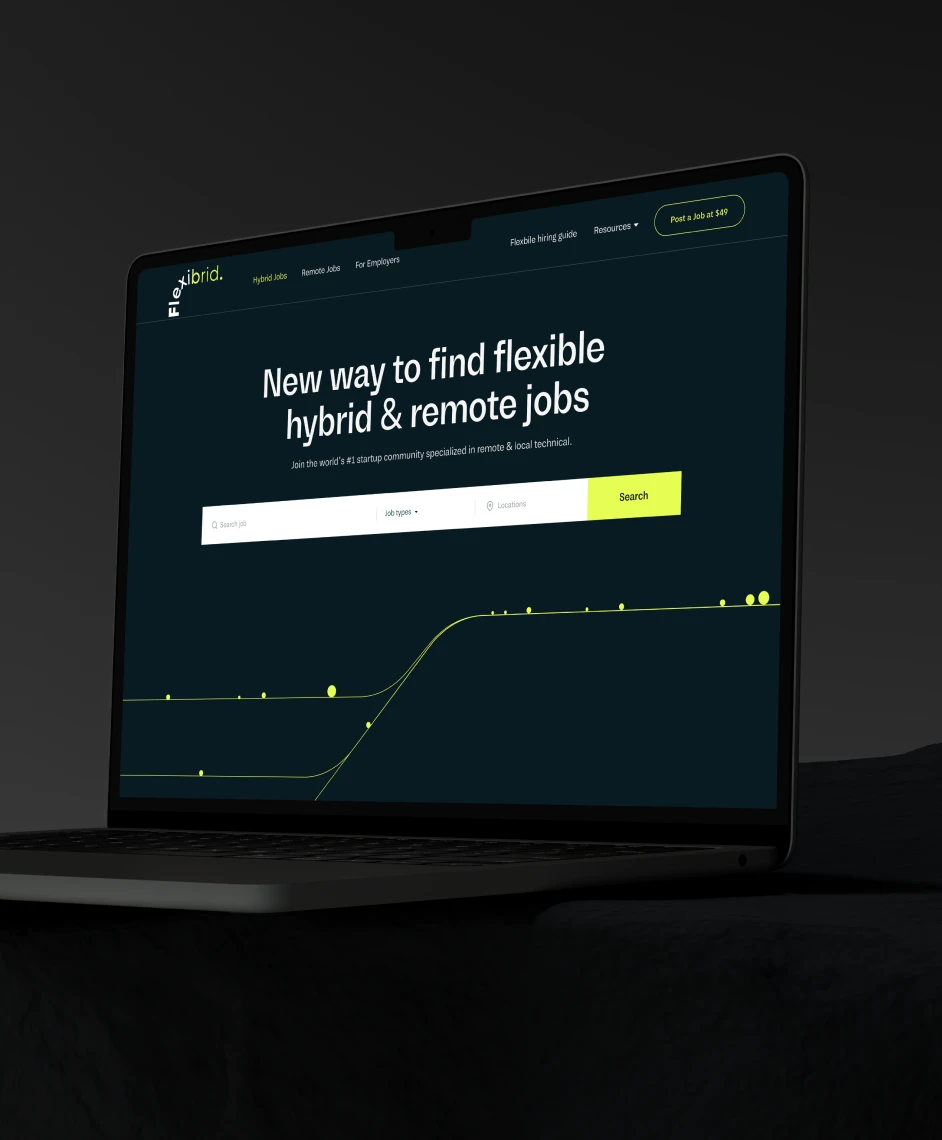 Flexibrid.
Hybrid Jobs
Remote Jobs
For Employers
Flexbile hiring guide
Resources
Post a Job at $49
New way to find flexible
hybrid & remote jobs
Join the world's #1 startup community specialized in remote & local technical.
Search job
Job types
Locations
Search